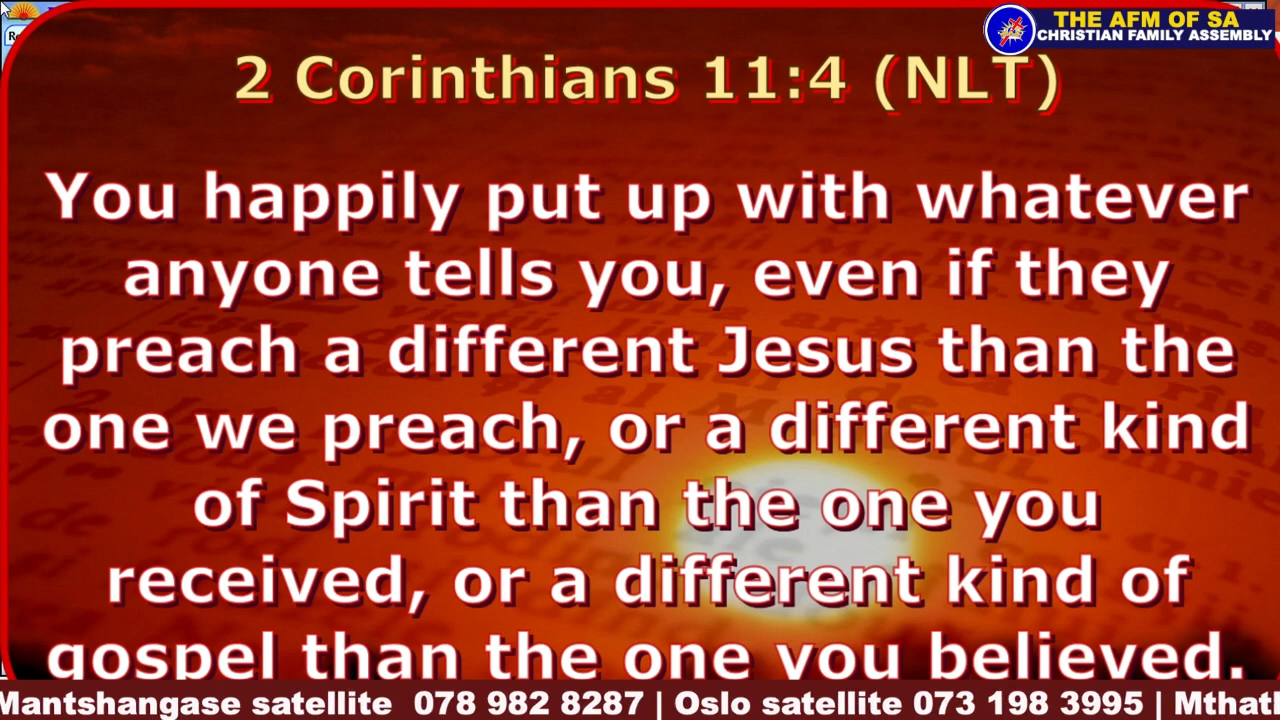 THE AFM OF SA
CHRISTIAN FAMILY ASSEMBLY
2 Corinthians 11:4 (NLT)
You happily put up with whatever
anyone tells you, even if they
preach a different Jesus than the
one we preach, or a different kind
of Spirit than the one you
received, or a different kind of
gospel than the one you believed.
Mantshangase satellite 078 982 8287 | Oslo satellite 073 198 3995 |